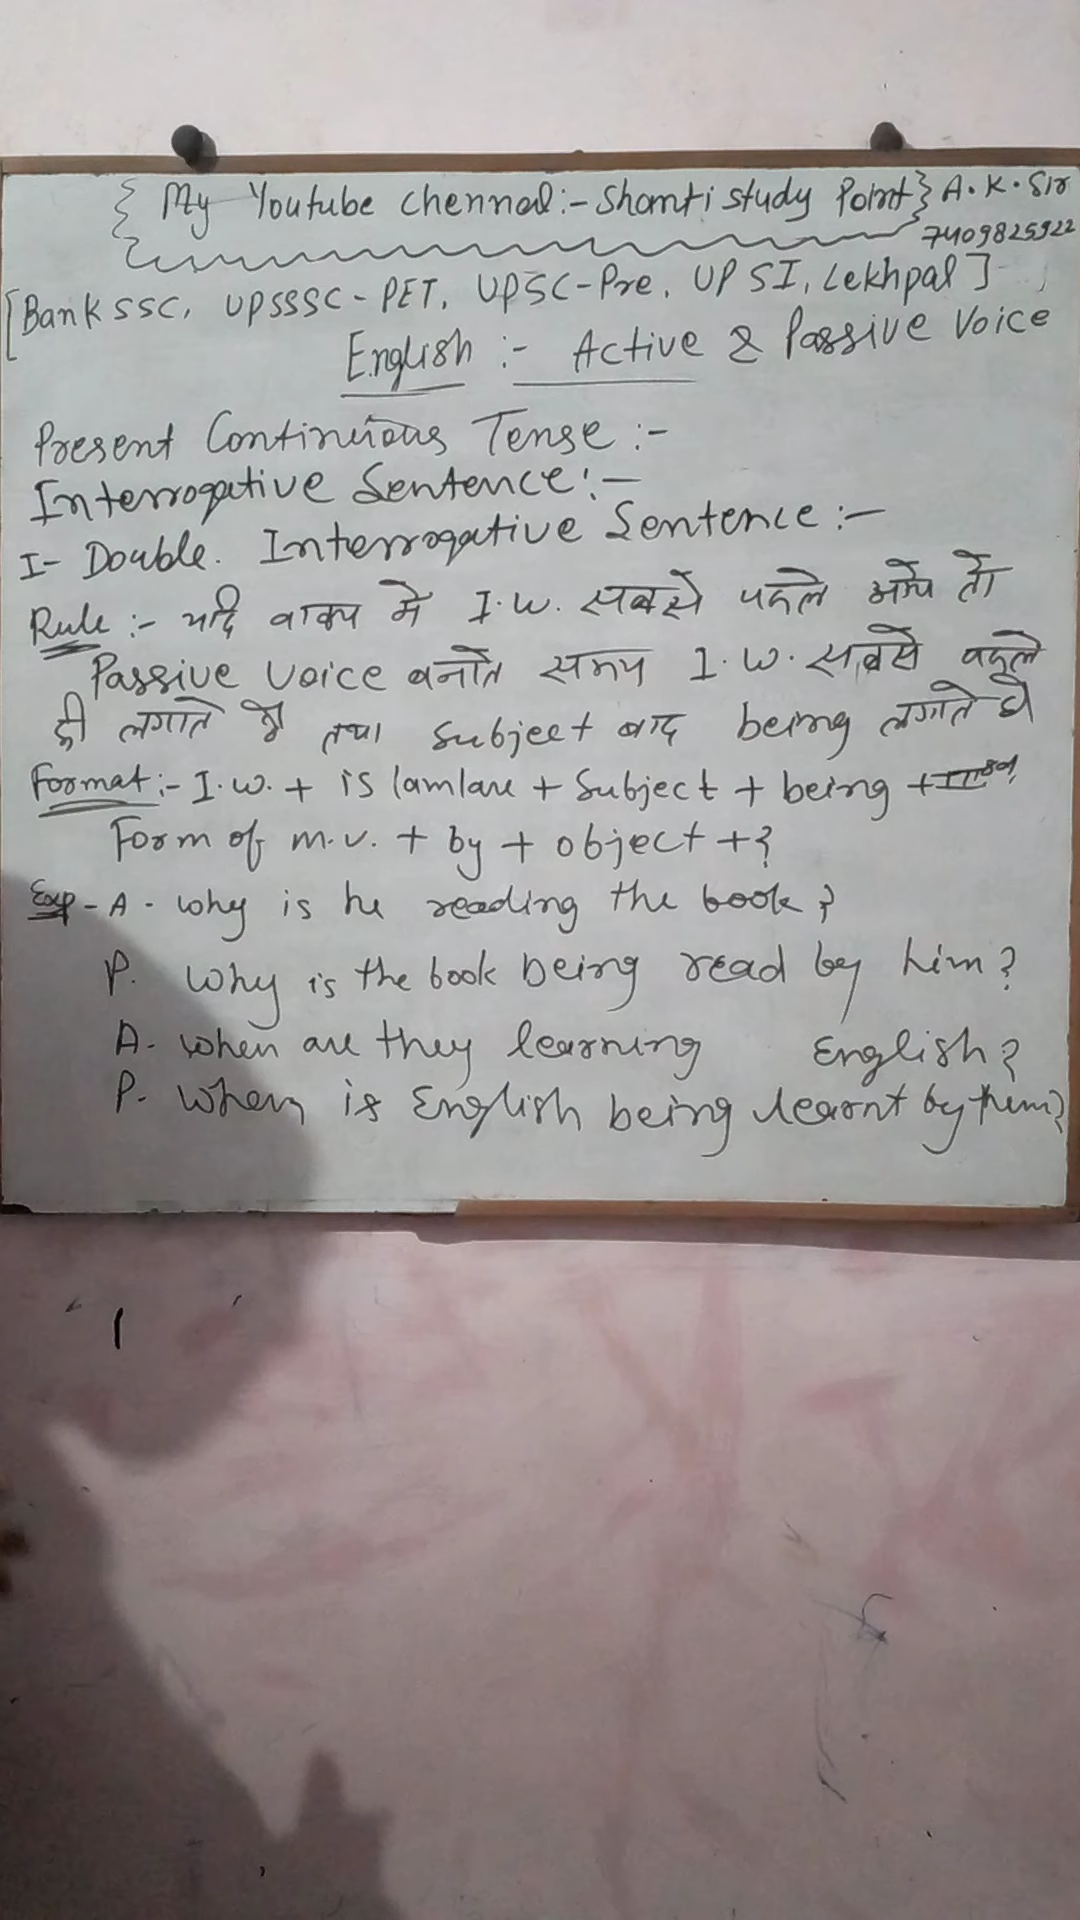 { My Youtube chennal:- Shanti study Point} A.K.Sir
7409825922
[Bank SSC, UPSSSC-PET, UPSC-Pre, UP SI, Lekhpal]
English :- Active & Passive Voice
Present Continuious Tense :-
Interrogative Sentence:-
I- Double. Interrogative Sentence :-
Rule :- यदि वाक्य मे I.W. सबसे पहले आये तो
Passive Voice बनाते समय I.W. सबसे पहले
ही लगाते है तथा subject बाद being लगाते है
Format:- I.W. + is/am/are + Subject + being +
Form of m.v. + by + object + ?
Exp - A - why is he reading the book?
P. Why is the book being read by him?
A. when are they learning English?
P. When is English being learnt by them?